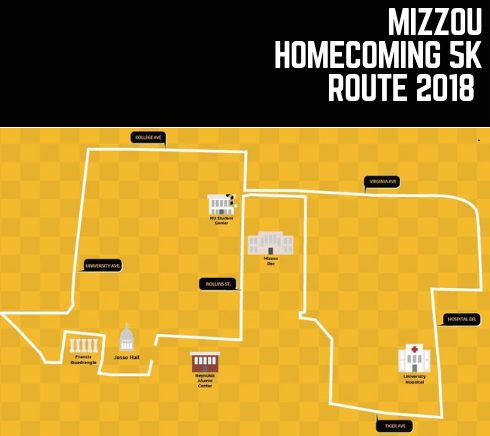 MIZZOU
HOMECOMING 5K
ROUTE 2018
COLLEGE AVE
VIRGINIA AVE
MU Student
Center
Mizzou
Rec
UNIVERSITY AVE.
ROLLINS ST.
HOSPITAL DR.
Francis
Quadrangle
Jesse Hall
Reynolds
Alumni
Center
University
Hospital
TIGER AVE